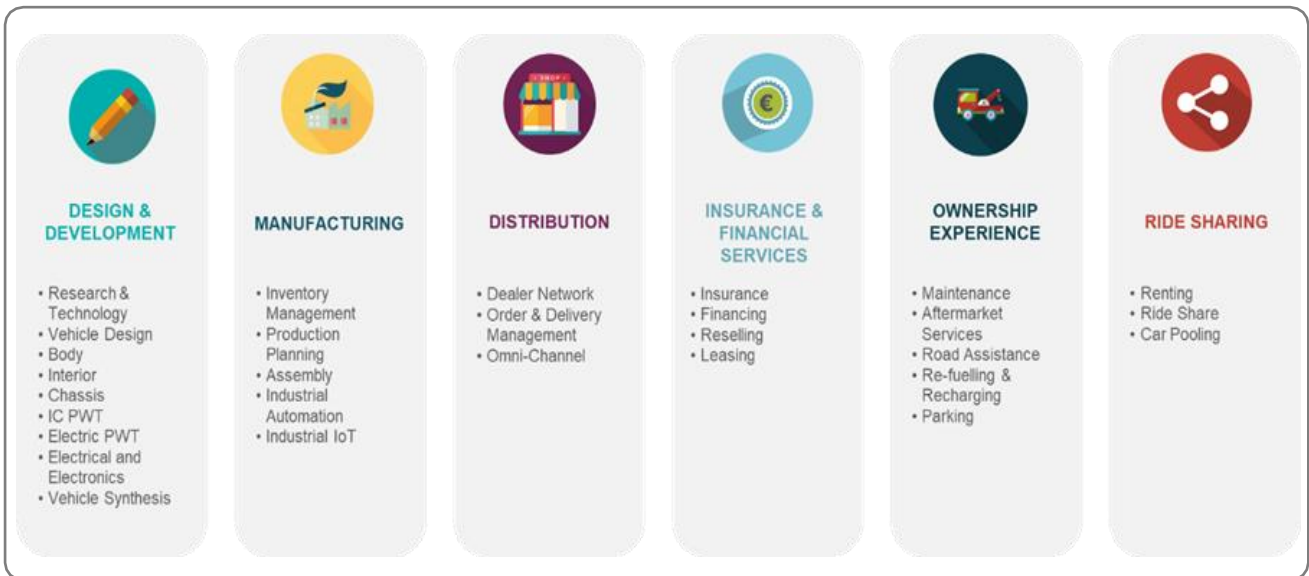 DESIGN &
DEVELOPMENT
• Research &
Technology
• Vehicle Design
• Body
• Interior
• Chassis
• IC PWT
• Electric PWT
• Electrical and
Electronics
• Vehicle Synthesis
MANUFACTURING
• Inventory
Management
• Production
Planning
• Assembly
• Industrial
Automation
• Industrial IoT
SHOP
DISTRIBUTION
• Dealer Network
• Order & Delivery
Management
• Omni-Channel
€
INSURANCE &
FINANCIAL
SERVICES
• Insurance
• Financing
• Reselling
• Leasing
OWNERSHIP
EXPERIENCE
• Maintenance
• Aftermarket
Services
• Road Assistance
• Re-fuelling &
Recharging
• Parking
RIDE SHARING
• Renting
• Ride Share
• Car Pooling